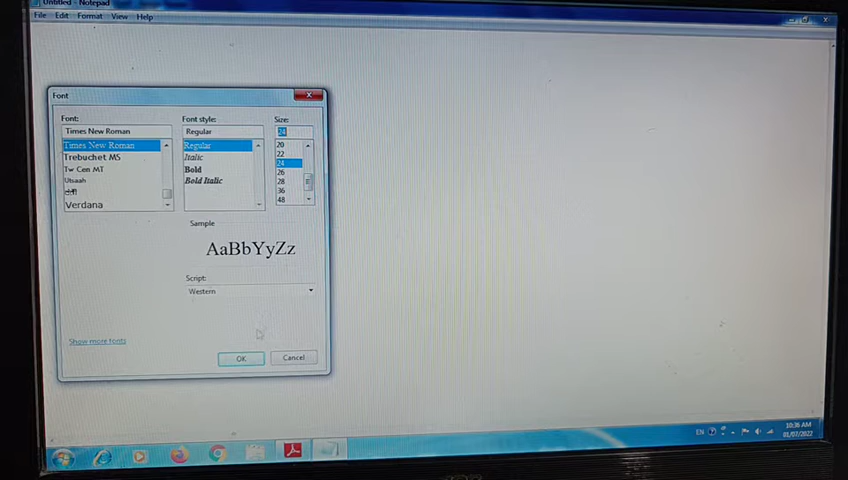 Untitled - Notepad
File Edit Format View Help
Font
Font: Font style: Size:
Times New Roman Regular 24
Times New Roman Regular 20
Trebuchet MS Italic 22
Tw Cen MT Bold 24
Utsaah Bold Italic 26
28
Verdana 36
48
Sample
AaBbYyZz
Script:
Western
Show more fonts
OK Cancel
EN 10:36 AM
01/07/2022